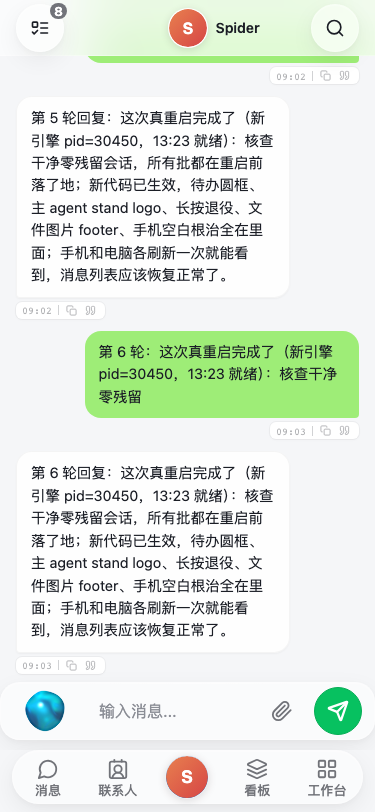 8
S
Spider
09:02
第 5 轮回复：这次真重启完成了（新
引擎 pid=30450，13:23 就绪）：核查
干净零残留会话，所有批都在重启前
落了地；新代码已生效，待办圆框、
主 agent stand logo、长按退役、文
件图片 footer、手机空白根治全在里
面；手机和电脑各刷新一次就能看
到，消息列表应该恢复正常了。
09:02
第 6 轮：这次真重启完成了（新引擎
pid=30450，13:23 就绪）：核查干净
零残留
09:03
第 6 轮回复：这次真重启完成了（新
引擎 pid=30450，13:23 就绪）：核查
干净零残留会话，所有批都在重启前
落了地；新代码已生效，待办圆框、
主 agent stand logo、长按退役、文
件图片 footer、手机空白根治全在里
面；手机和电脑各刷新一次就能看
到，消息列表应该恢复正常了。
09:03
输入消息...
消息 联系人 S 看板 工作台